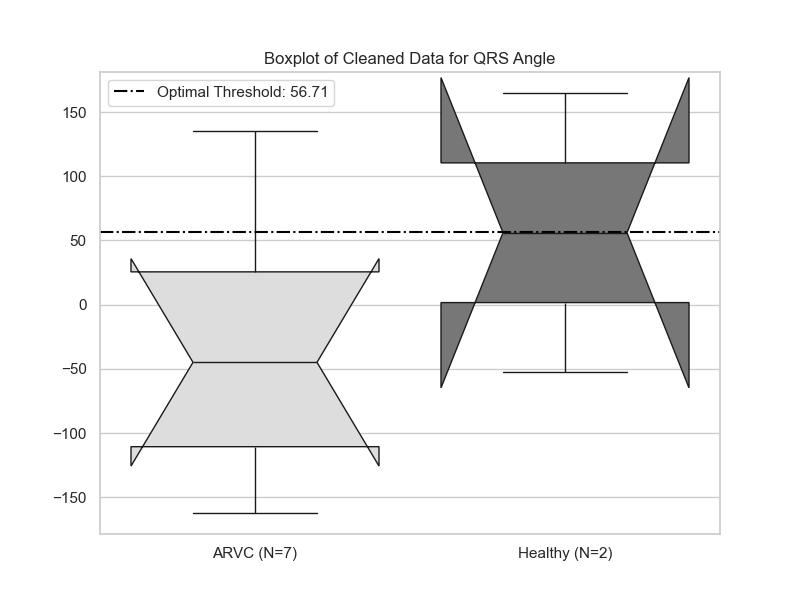 Boxplot of Cleaned Data for QRS Angle
Optimal Threshold: 56.71
150
100
50
0
−50
−100
−150
ARVC (N=7)
Healthy (N=2)